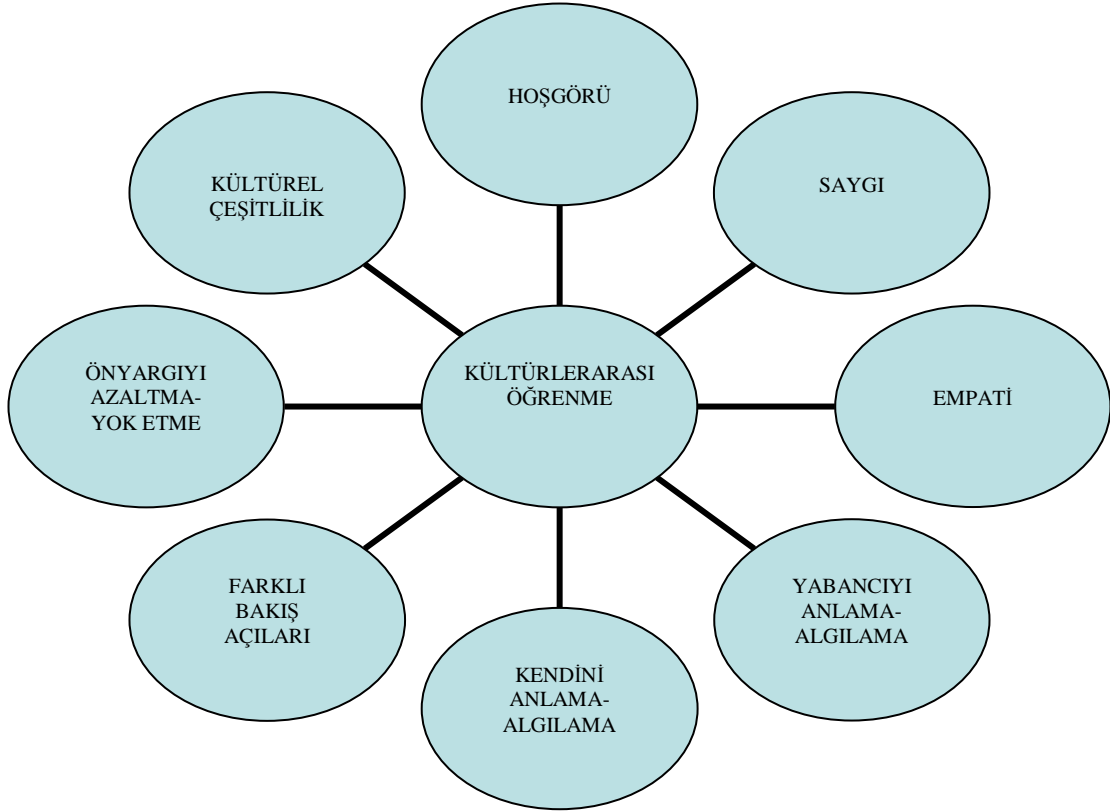 HOŞGÖRÜ
KÜLTÜREL
ÇEŞİTLİLİK
SAYGI
ÖNYARGIYI
AZALTMA-
YOK ETME
KÜLTÜRLERARASI
ÖĞRENME
EMPATİ
FARKLI
BAKIŞ
AÇILARI
YABANCIYI
ANLAMA-
ALGILAMA
KENDİNİ
ANLAMA-
ALGILAMA